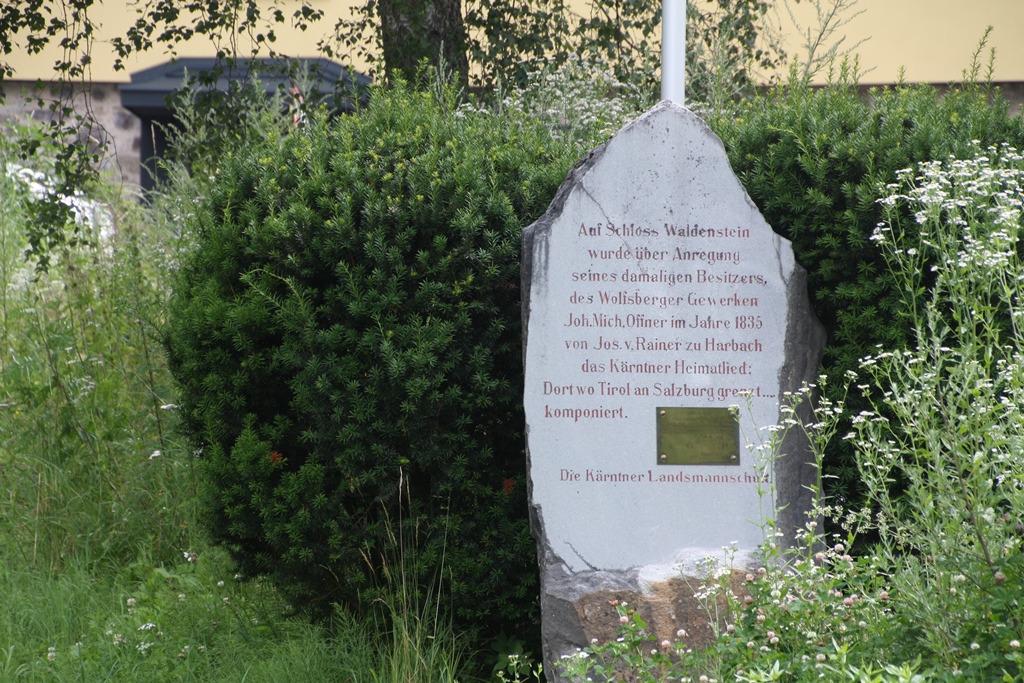 Auf Schloss Waldenstein
wurde über Anregung
seines damaligen Besitzers,
des Wolfsberger Gewerken
Joh. Mich. Offner im Jahre 1835
von Jos. v. Rainer zu Harbach
das Kärntner Heimatlied:
Dort wo Tirol an Salzburg grenzt...
komponiert.
Die Kärntner Landsmannschaft